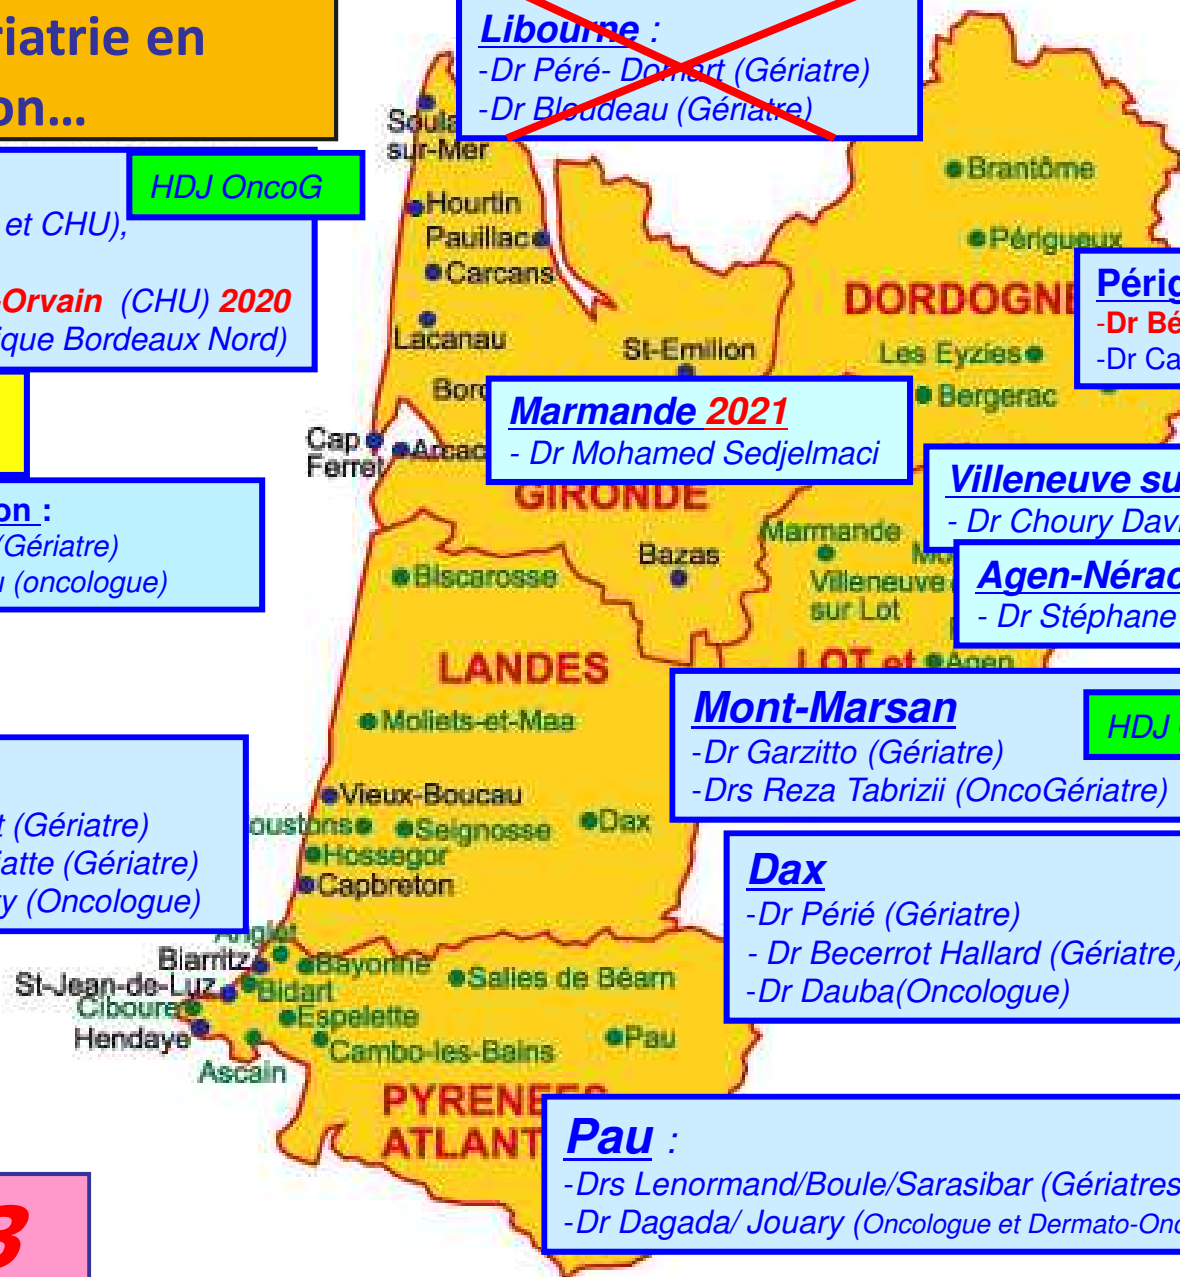 riatrie en
on...
Libourne :
-Dr Péré- Domart (Gériatre)
-Dr Bloudeau (Gériatre)
HDJ OncoG
et CHU),
-Orvain (CHU) 2020
ique Bordeaux Nord)
on :
(Gériatre)
u (oncologue)
t (Gériatre)
iatte (Gériatre)
y (Oncologue)
Soula
sur-Mer
Hourtin
Pauillac
Carcans
Lacanau
St-Emilion
Bord
Cap
Ferret
Arcac
Brantôme
Périgueux
DORDOGNE
Les Eyzies
Bergerac
Périg
-Dr Bé
-Dr Ca
Marmande 2021
- Dr Mohamed Sedjelmaci
GIRONDE
Villeneuve su
- Dr Choury Davi
Marmande
Bazas
Villeneuve
sur Lot
Agen-Nérac
- Dr Stéphane
Biscarosse
LANDES
LOT et
Agen
Moliets-et-Maa
Mont-Marsan
HDJ
-Dr Garzitto (Gériatre)
-Drs Reza Tabrizii (OncoGériatre)
Vieux-Boucau
oustons
Seignosse
Dax
Hossegor
Capbreton
Dax
-Dr Périé (Gériatre)
- Dr Becerrot Hallard (Gériatre)
-Dr Dauba(Oncologue)
Anglet
Biarritz
Bayonne
Salies de Béarn
St-Jean-de-Luz
Bidart
Ciboure
Espelette
Hendaye
Cambo-les-Bains
Pau
Ascain
PYRENEES
ATLANT
Pau :
-Drs Lenormand/Boule/Sarasibar (Gériatres
-Dr Dagada/ Jouary (Oncologue et Dermato-Onc
3